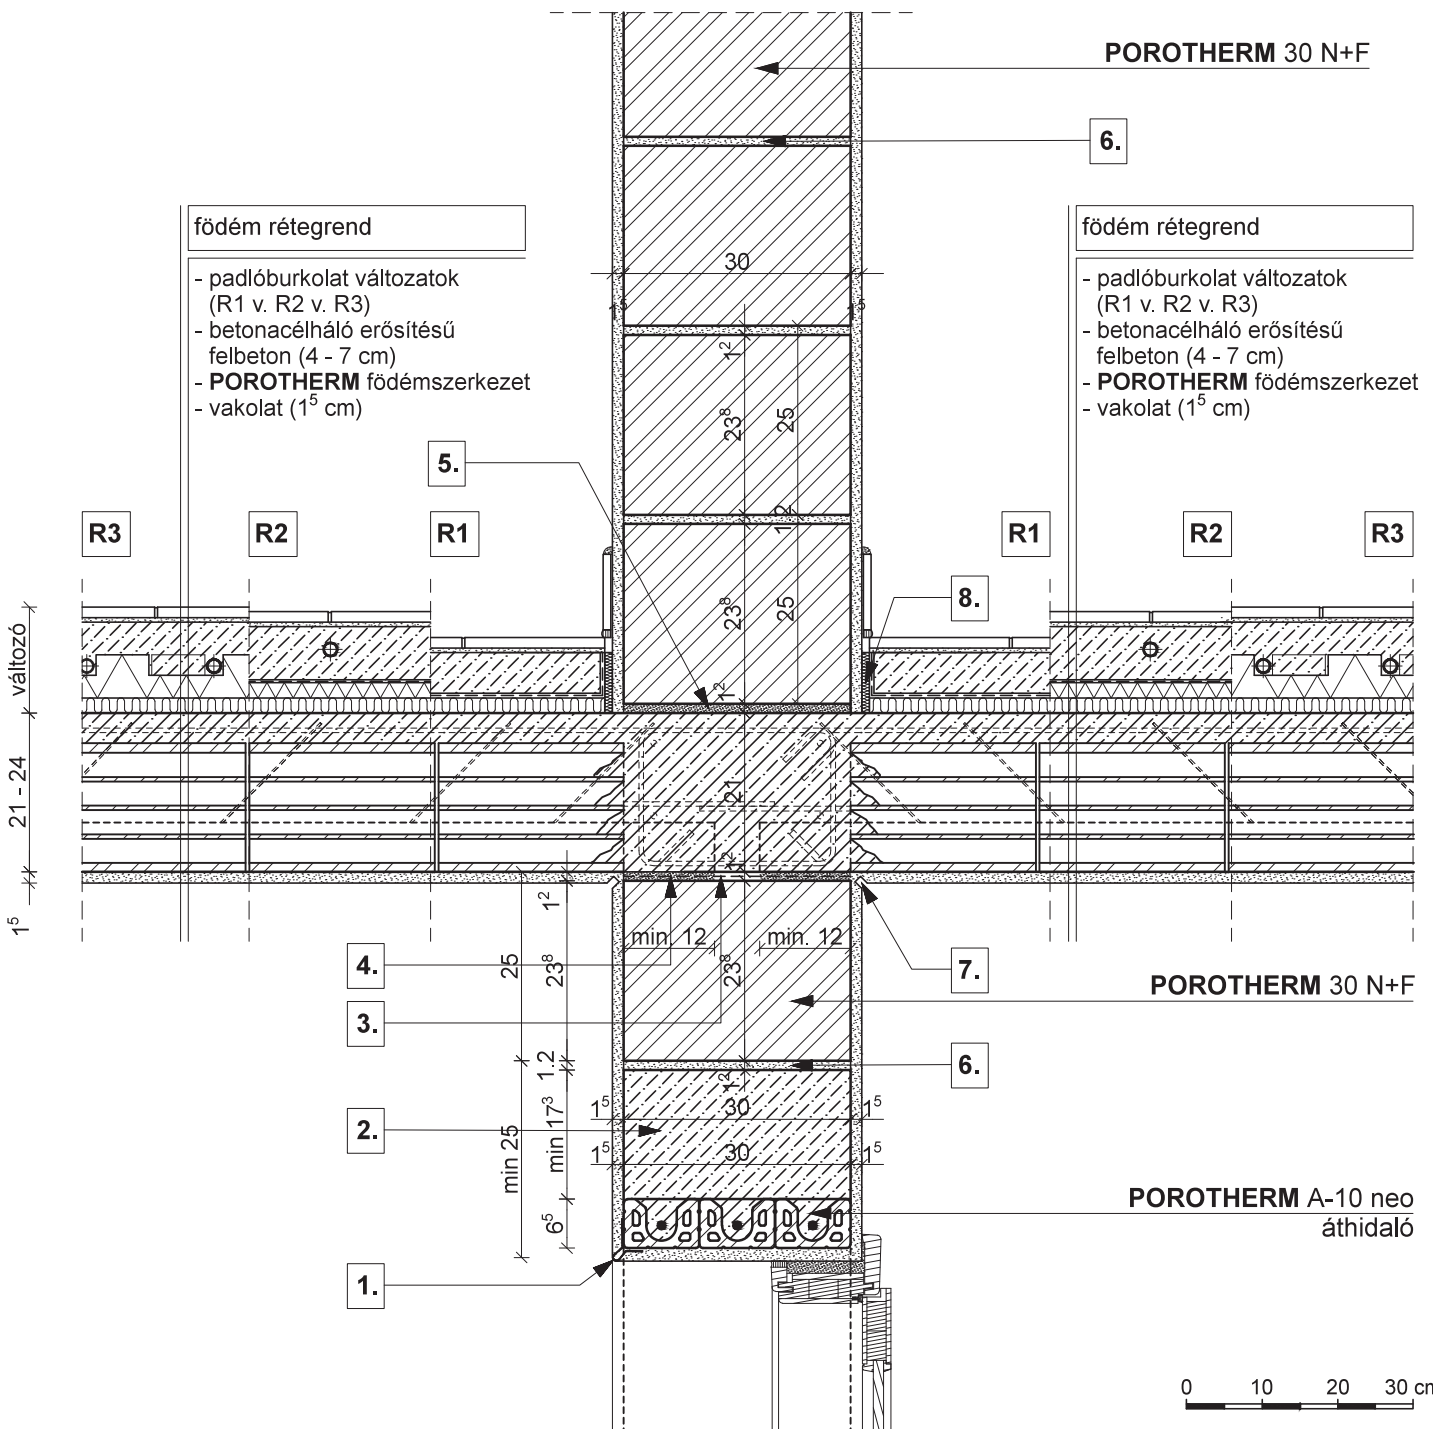 POROTHERM 30 N+F
6.
födém rétegrend
- padlóburkolat változatok
(R1 v. R2 v. R3)
- betonacélháló erősítésű
felbeton (4 - 7 cm)
- POROTHERM födémszerkezet
- vakolat (1⁵ cm)
födém rétegrend
- padlóburkolat változatok
(R1 v. R2 v. R3)
- betonacélháló erősítésű
felbeton (4 - 7 cm)
- POROTHERM födémszerkezet
- vakolat (1⁵ cm)
30
1⁵
1⁵
1²
23⁸
25
5.
1.2
R3
R2
R1
R1
R2
R3
8.
23⁸
25
változó
1²
21 - 24
21
1²
1⁵
1²
min. 12
min. 12
4.
25
23⁸
23⁸
7.
POROTHERM 30 N+F
3.
1.2
6.
1²
1⁵
30
1⁵
2.
min 25
min 17³
1⁵
30
1⁵
POROTHERM A-10 neo
áthidaló
6⁵
1.
0 10 20 30 cm